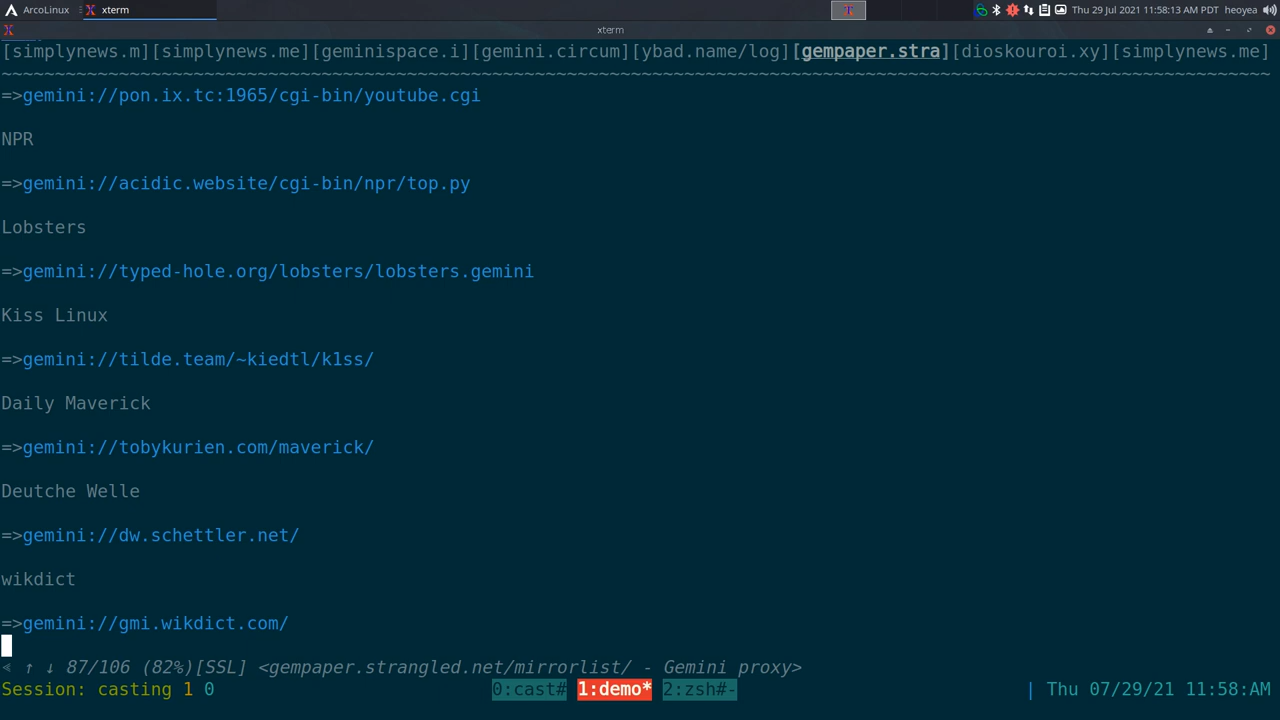 ArcoLinux xterm Thu 29 Jul 2021 11:58:13 AM PDT heoyea
xterm
[simplynews.m][simplynews.me][geminispace.i][gemini.circum][ybad.name/log][gempaper.stra][dioskouroi.xy][simplynews.me]
~~~~~~~~~~~~~~~~~~~~~~~~~~~~~~~~~~~~~~~~~~~~~~~~~~~~~~~~~~~~~~~~~~~~~~~~~~~~~~~~~~~~~~~~~~~~~~~~~~~~~~~~~~~~~~~~~~~~~~~
=>gemini://pon.ix.tc:1965/cgi-bin/youtube.cgi
NPR
=>gemini://acidic.website/cgi-bin/npr/top.py
Lobsters
=>gemini://typed-hole.org/lobsters/lobsters.gemini
Kiss Linux
=>gemini://tilde.team/~kiedtl/k1ss/
Daily Maverick
=>gemini://tobykurien.com/maverick/
Deutche Welle
=>gemini://dw.schettler.net/
wikdict
=>gemini://gmi.wikdict.com/
⋖ ↑ ↓ 87/106 (82%)[SSL] <gempaper.strangled.net/mirrorlist/ - Gemini proxy>
Session: casting 1 0 0:cast# 1:demo* 2:zsh#- | Thu 07/29/21 11:58:AM